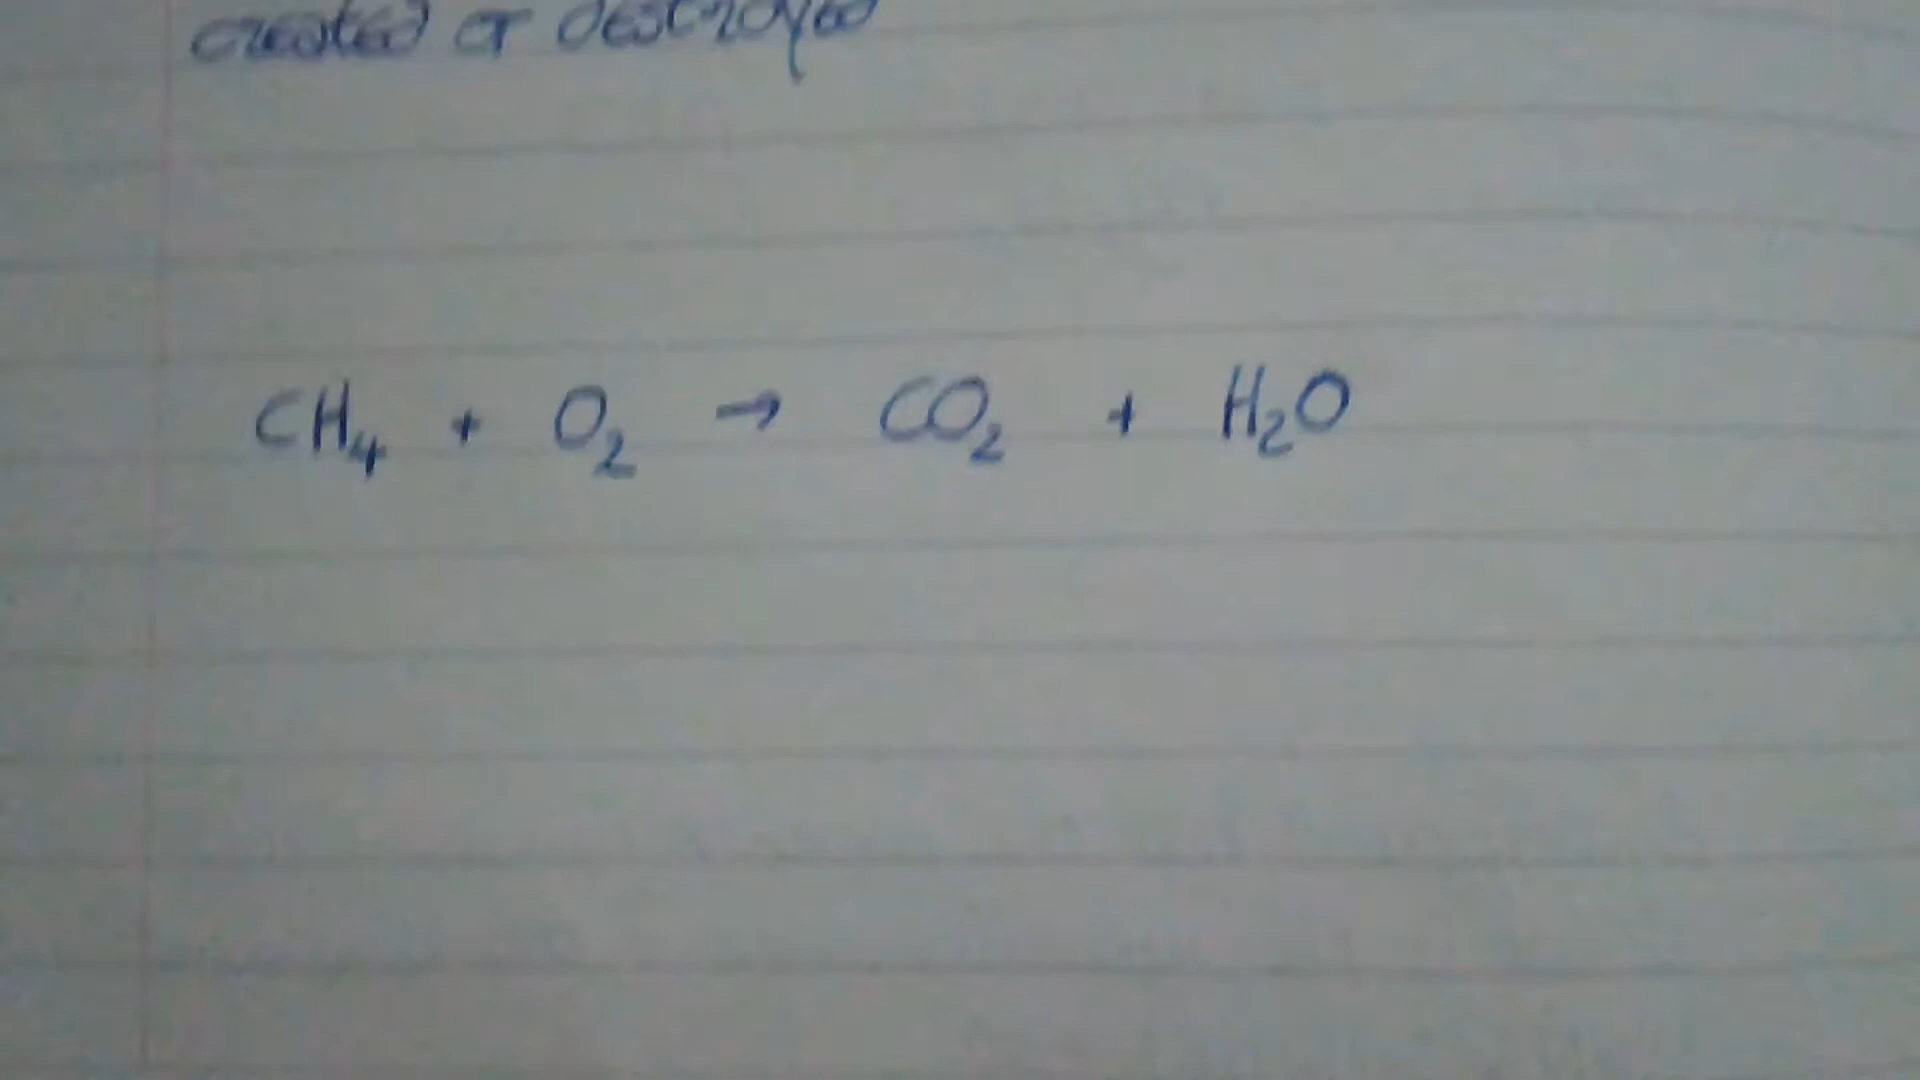 created or destroyed
CH₄ + O₂ → CO₂ + H₂O